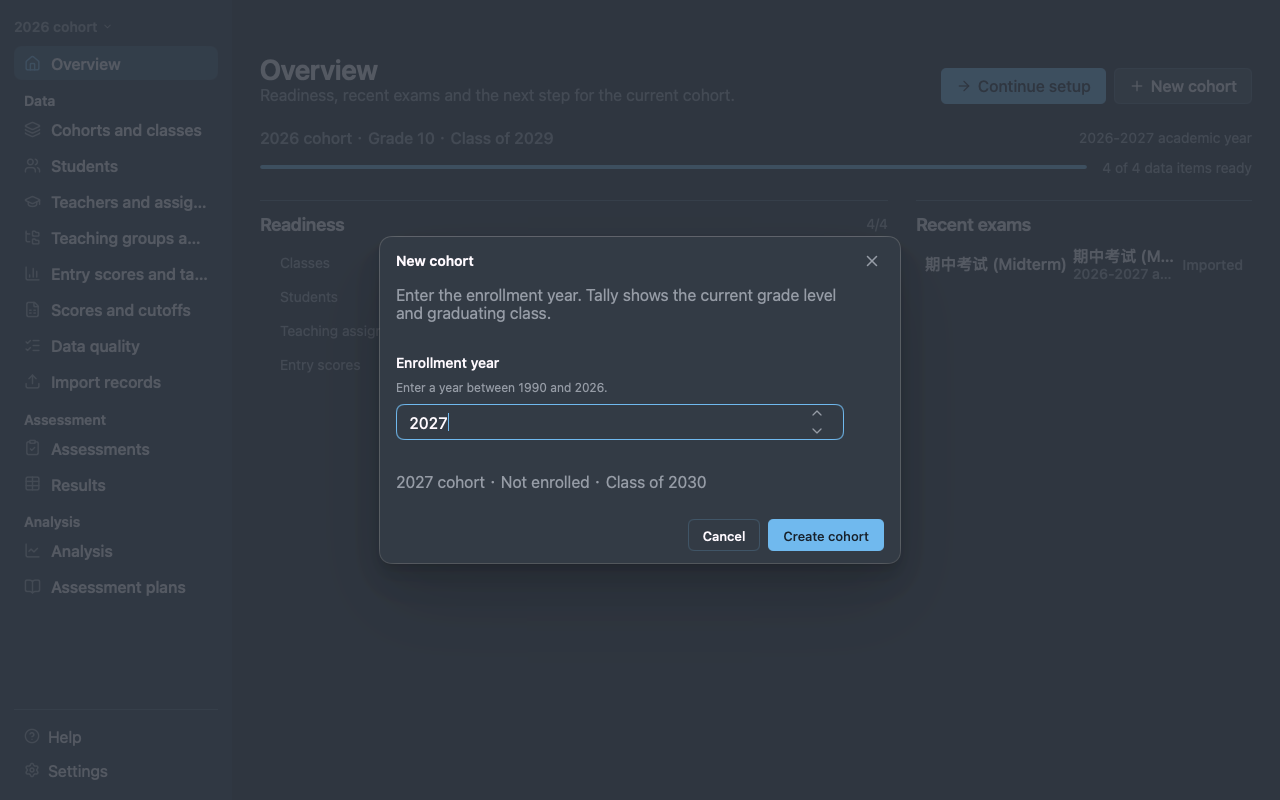 2026 cohort
Overview
Data
Cohorts and classes
Students
Teachers and assig...
Teaching groups a...
Entry scores and ta...
Scores and cutoffs
Data quality
Import records
Assessment
Assessments
Results
Analysis
Analysis
Assessment plans
Help
Settings
Overview
Readiness, recent exams and the next step for the current cohort.
Continue setup
New cohort
2026 cohort · Grade 10 · Class of 2029
2026-2027 academic year
4 of 4 data items ready
Readiness
4/4
Classes
Students
Teaching assig
Entry scores
Recent exams
期中考试 (Midterm)
期中考试 (M...
2026-2027 a...
Imported
New cohort
Enter the enrollment year. Tally shows the current grade level
and graduating class.
Enrollment year
Enter a year between 1990 and 2026.
2027
2027 cohort · Not enrolled · Class of 2030
Cancel
Create cohort